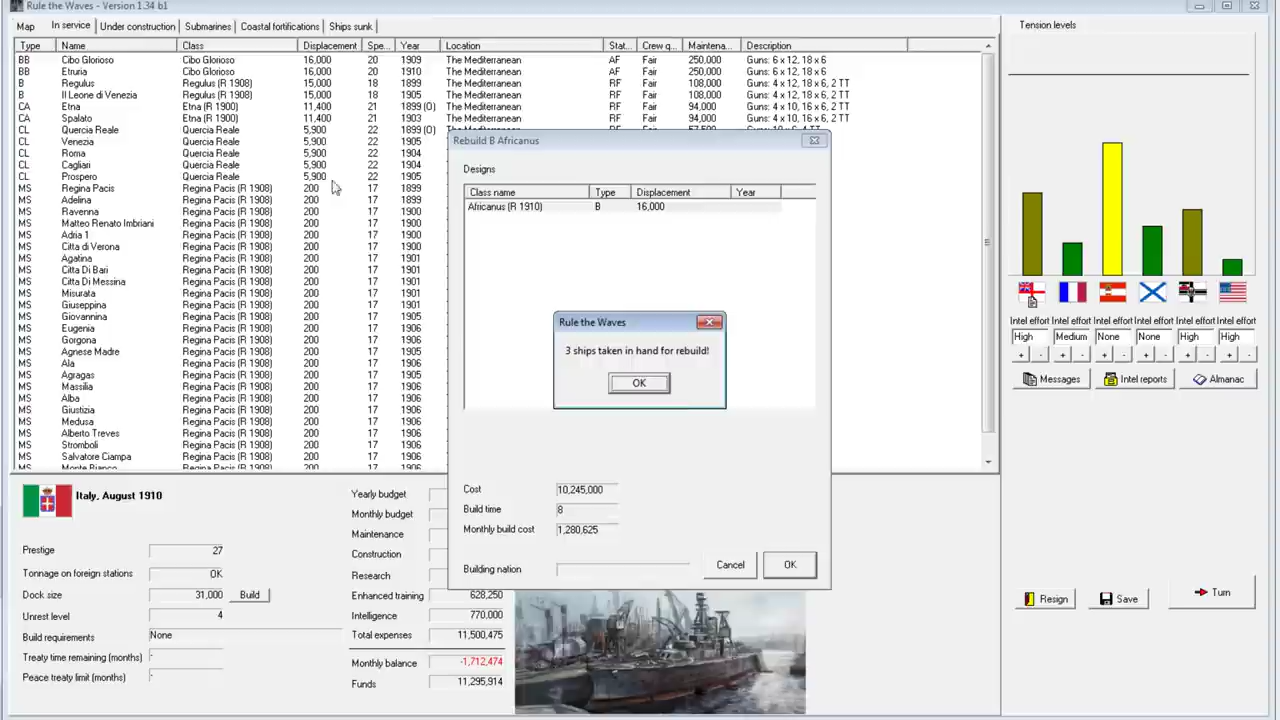 Rule the Waves - Version 1.34 b1
Map In service Under construction Submarines Coastal fortifications Ships sunk
Type Name Class Displacement Spe... Year Location Stat... Crew q... Maintena... Description
BB Cibo Glorioso Cibo Glorioso 16,000 20 1909 The Mediterranean AF Fair 250,000 Guns: 6 x 12, 18 x 6
BB Etruria Cibo Glorioso 16,000 20 1910 The Mediterranean AF Fair 250,000 Guns: 6 x 12, 18 x 6
B Regulus Regulus (R 1908) 15,000 18 1899 The Mediterranean RF Fair 108,000 Guns: 4 x 12, 16 x 6, 2 TT
B Il Leone di Venezia Regulus (R 1908) 15,000 18 1905 The Mediterranean RF Fair 108,000 Guns: 4 x 12, 16 x 6, 2 TT
CA Etna Etna (R 1900) 11,400 21 1899 (O) The Mediterranean RF Fair 94,000 Guns: 4 x 10, 16 x 6, 2 TT
CA Spalato Etna (R 1900) 11,400 21 1903 The Mediterranean RF Fair 94,000 Guns: 4 x 10, 16 x 6, 2 TT
CL Quercia Reale Quercia Reale 5,900 22 1899 (O)
CL Venezia Quercia Reale 5,900 22 1905
CL Roma Quercia Reale 5,900 22 1904
CL Cagliari Quercia Reale 5,900 22 1904
CL Prospero Quercia Reale 5,900 22 1905
MS Regina Pacis Regina Pacis (R 1908) 200 17 1899
MS Adelina Regina Pacis (R 1908) 200 17 1899
MS Ravenna Regina Pacis (R 1908) 200 17 1900
MS Matteo Renato Imbriani Regina Pacis (R 1908) 200 17 1900
MS Adria 1 Regina Pacis (R 1908) 200 17 1900
MS Citta di Verona Regina Pacis (R 1908) 200 17 1900
MS Agatina Regina Pacis (R 1908) 200 17 1901
MS Citta Di Bari Regina Pacis (R 1908) 200 17 1901
MS Citta Di Messina Regina Pacis (R 1908) 200 17 1901
MS Misurata Regina Pacis (R 1908) 200 17 1901
MS Giuseppina Regina Pacis (R 1908) 200 17 1901
MS Giovannina Regina Pacis (R 1908) 200 17 1905
MS Eugenia Regina Pacis (R 1908) 200 17 1906
MS Gorgona Regina Pacis (R 1908) 200 17 1906
MS Agnese Madre Regina Pacis (R 1908) 200 17 1905
MS Ala Regina Pacis (R 1908) 200 17 1906
MS Agragas Regina Pacis (R 1908) 200 17 1905
MS Massilia Regina Pacis (R 1908) 200 17 1906
MS Alba Regina Pacis (R 1908) 200 17 1906
MS Giustizia Regina Pacis (R 1908) 200 17 1906
MS Medusa Regina Pacis (R 1908) 200 17 1906
MS Alberto Treves Regina Pacis (R 1908) 200 17 1906
MS Stromboli Regina Pacis (R 1908) 200 17 1906
MS Salvatore Ciampa Regina Pacis (R 1908) 200 17 1906
MS Monte Bianco Regina Pacis (R 1908) 200 17 1906
Rebuild B Africanus
Designs
Class name Type Displacement Year
Africanus (R 1910) B 16,000
Rule the Waves
3 ships taken in hand for rebuild!
OK
Cost 10,245,000
Build time 8
Monthly build cost 1,280,625
Building nation
Cancel OK
Tension levels
Intel effort Intel effort Intel effort Intel effort Intel effort Intel effort
High Medium None None High High
+ - + - + - + - + - + -
Messages Intel reports Almanac
Resign Save Turn
Italy, August 1910
Prestige 27
Tonnage on foreign stations OK
Dock size 31,000 Build
Unrest level 4
Build requirements None
Treaty time remaining (months) -
Peace treaty limit (months) -
Yearly budget
Monthly budget
Maintenance
Construction
Research
Enhanced training 628,250
Intelligence 770,000
Total expenses 11,500,475
Monthly balance -1,712,474
Funds 11,295,914